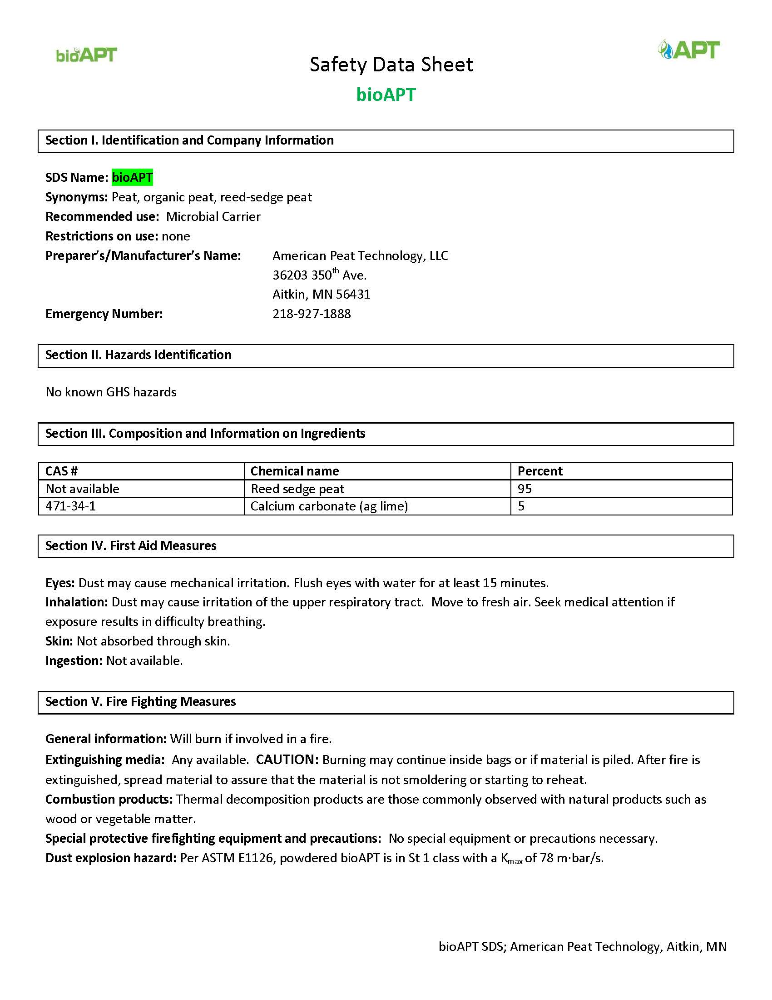 bioAPT
APT
Safety Data Sheet
bioAPT
Section I. Identification and Company Information
SDS Name: bioAPT
Synonyms: Peat, organic peat, reed-sedge peat
Recommended use:  Microbial Carrier
Restrictions on use: none
Preparer’s/Manufacturer’s Name: American Peat Technology, LLC
36203 350th Ave.
Aitkin, MN 56431
Emergency Number: 218-927-1888
Section II. Hazards Identification
No known GHS hazards
Section III. Composition and Information on Ingredients
CAS # Chemical name Percent
Not available Reed sedge peat 95
471-34-1 Calcium carbonate (ag lime) 5
Section IV. First Aid Measures
Eyes: Dust may cause mechanical irritation. Flush eyes with water for at least 15 minutes.
Inhalation: Dust may cause irritation of the upper respiratory tract.  Move to fresh air. Seek medical attention if
exposure results in difficulty breathing.
Skin: Not absorbed through skin.
Ingestion: Not available.
Section V. Fire Fighting Measures
General information: Will burn if involved in a fire.
Extinguishing media:  Any available.  CAUTION: Burning may continue inside bags or if material is piled. After fire is
extinguished, spread material to assure that the material is not smoldering or starting to reheat.
Combustion products: Thermal decomposition products are those commonly observed with natural products such as
wood or vegetable matter.
Special protective firefighting equipment and precautions:  No special equipment or precautions necessary.
Dust explosion hazard: Per ASTM E1126, powdered bioAPT is in St 1 class with a Kmax of 78 m·bar/s.
bioAPT SDS; American Peat Technology, Aitkin, MN